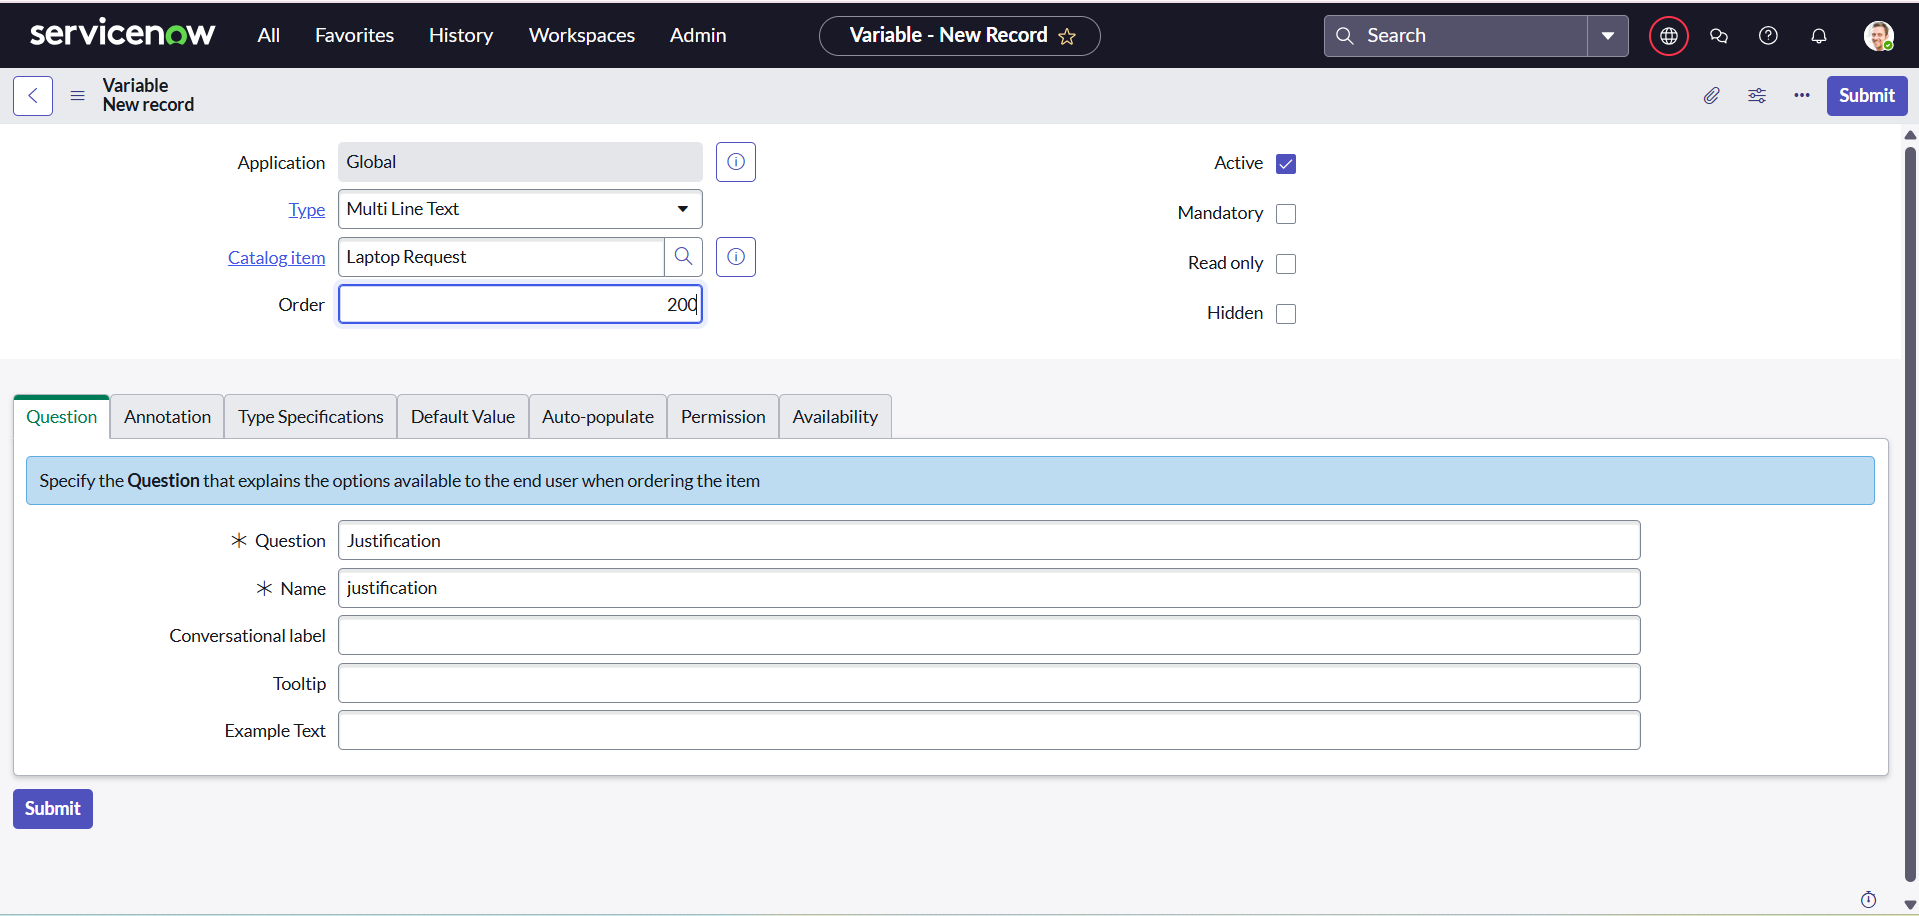 servicenow All Favorites History Workspaces Admin Variable - New Record Search
Variable
New record
Submit
Application Global
Active
Type Multi Line Text
Mandatory
Catalog item Laptop Request
Read only
Order 200
Hidden
Question Annotation Type Specifications Default Value Auto-populate Permission Availability
Specify the Question that explains the options available to the end user when ordering the item
* Question Justification
* Name justification
Conversational label
Tooltip
Example Text
Submit